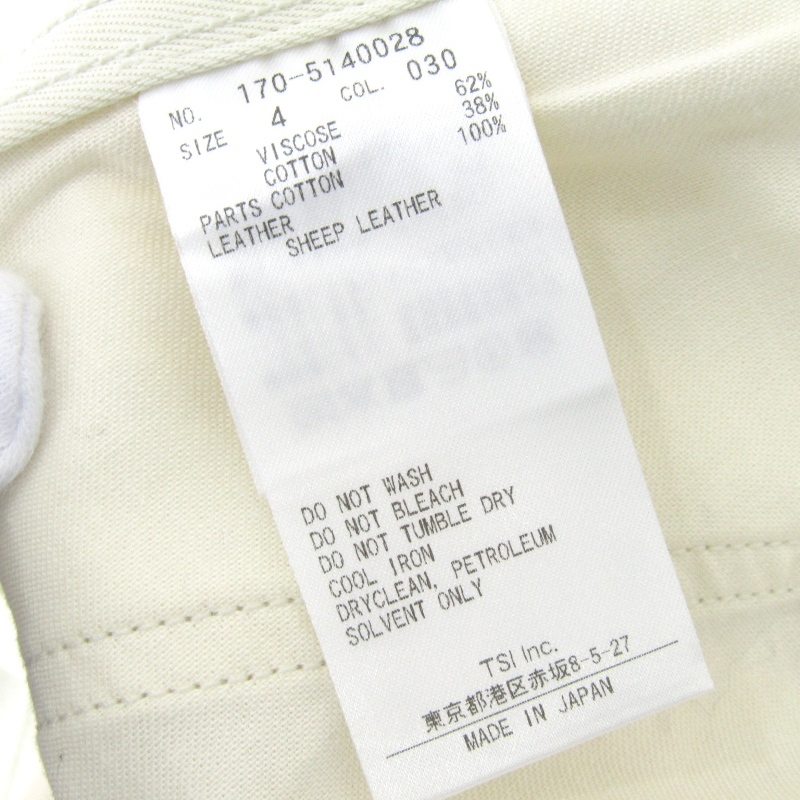 NO. 170-5140028
SIZE 4 COL. 030
VISCOSE 62%
COTTON 38%
PARTS COTTON 100%
LEATHER
SHEEP LEATHER
DO NOT WASH
DO NOT BLEACH
DO NOT TUMBLE DRY
COOL IRON
DRYCLEAN, PETROLEUM
SOLVENT ONLY
TSI Inc.
東京都港区赤坂8-5-27
MADE IN JAPAN